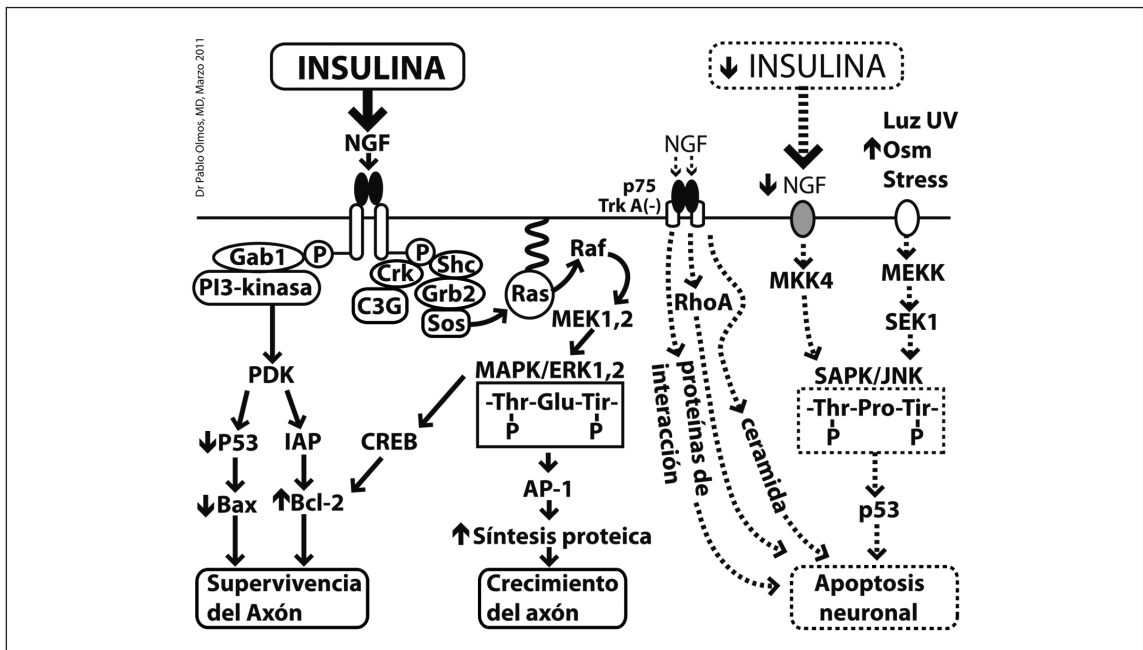 Dr Pablo Olmos, MD, Marzo 2011
INSULINA
NGF
Gab1
P
PI3-kinasa
P
Crk
Shc
C3G
Grb2
Sos
Ras
Raf
MEK1,2
PDK
MAPK/ERK1,2
-Thr-Glu-Tir-
P
P
P53
IAP
CREB
AP-1
Bax
Bcl-2
Síntesis proteica
Supervivencia
del Axón
Crecimiento
del axón
INSULINA
NGF
p75
Trk A(-)
NGF
Luz UV
Osm
Stress
RhoA
MKK4
MEKK
SEK1
proteínas de
interacción
ceramida
SAPK/JNK
-Thr-Pro-Tir-
P
P
p53
Apoptosis
neuronal